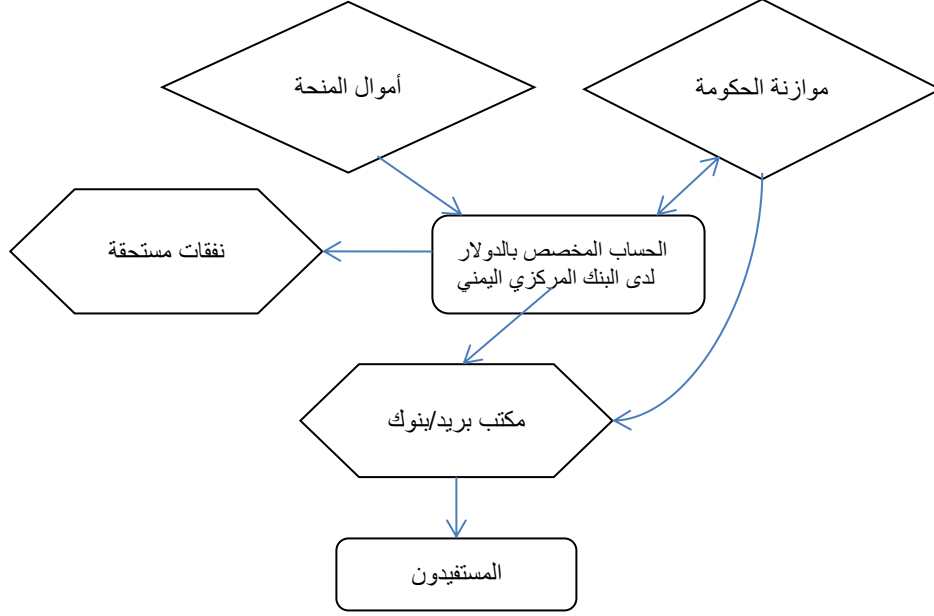 أموال المنحة
موازنة الحكومة
الحساب المخصص بالدولار
لدى البنك المركزي اليمني
نفقات مستحقة
مكتب بريد/بنوك
المستفيدون